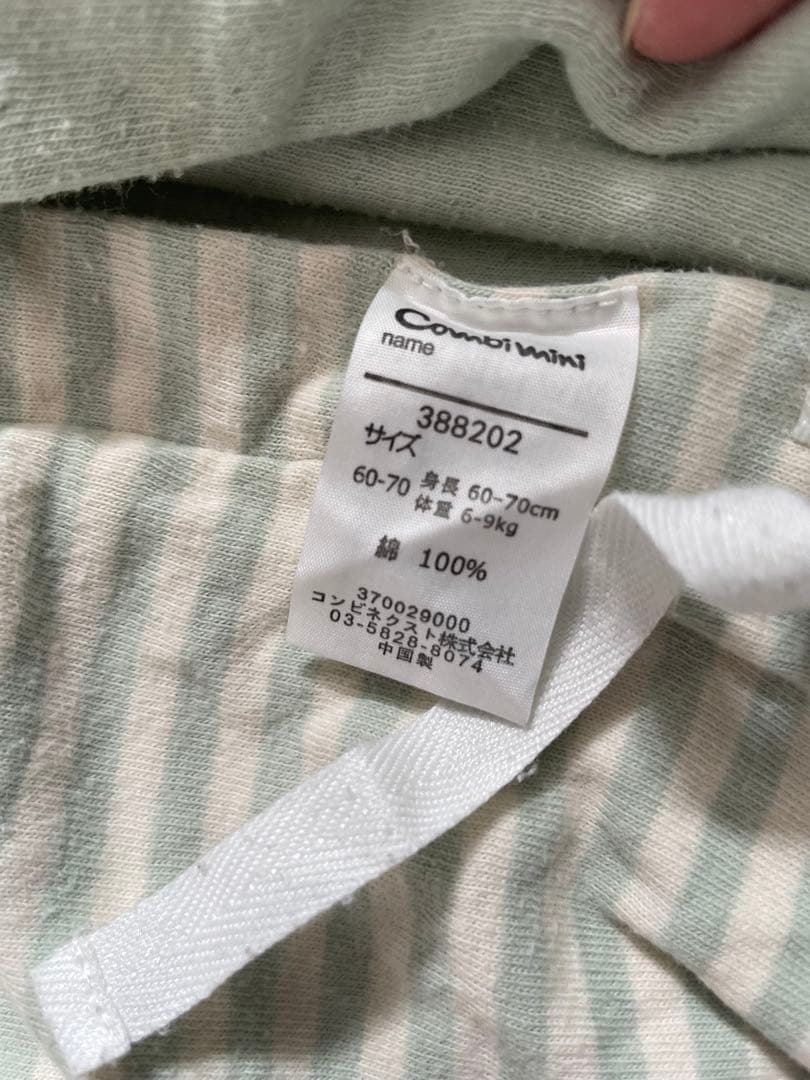 Combi mini
name
388202
サイズ
60-70 身長 60-70cm
体重 6-9kg
綿 100%
370029000
コンビネクスト株式会社
03-5828-8074
中国製